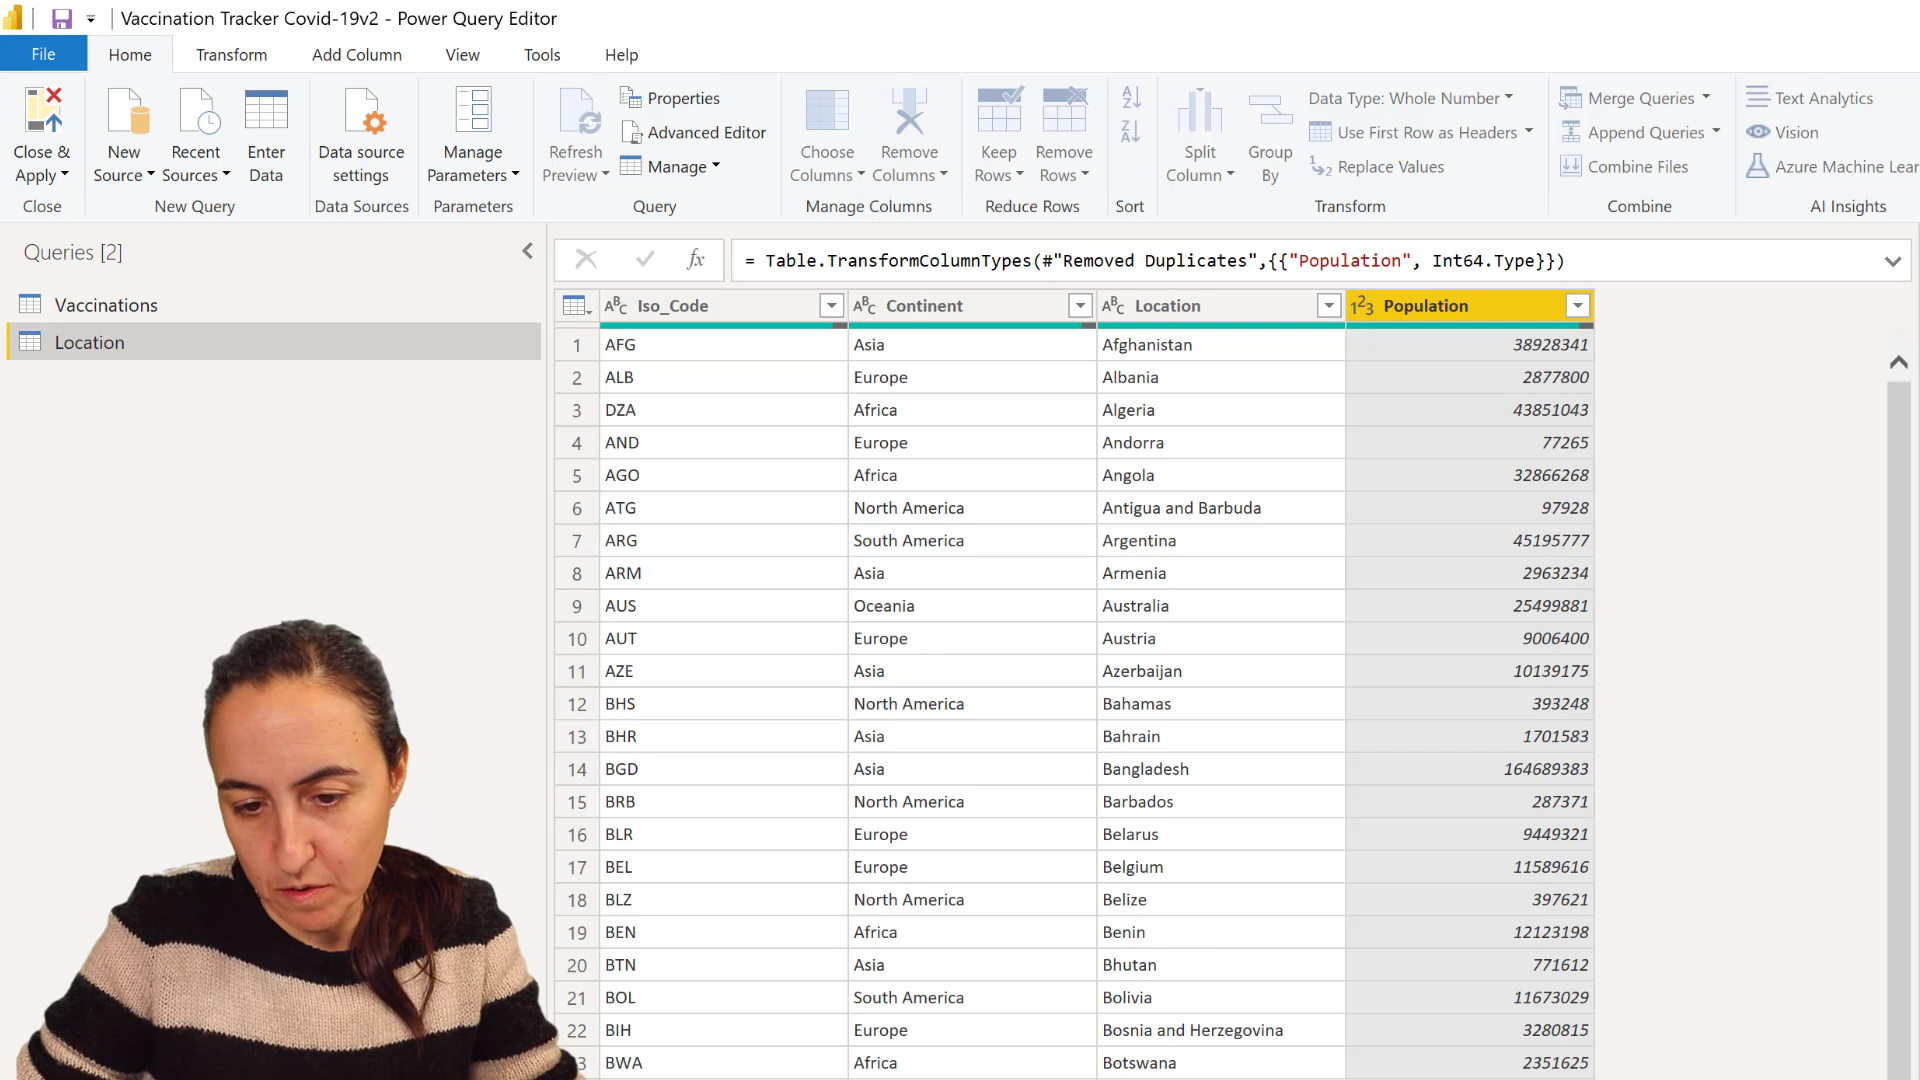 Vaccination Tracker Covid-19v2 - Power Query Editor
File Home Transform Add Column View Tools Help
Close & Apply
New Source
Recent Sources
Enter Data
Data source settings
Manage Parameters
Refresh Preview
Properties
Advanced Editor
Manage
Choose Columns
Remove Columns
Keep Rows
Remove Rows
Split Column
Group By
Data Type: Whole Number
Use First Row as Headers
Replace Values
Merge Queries
Append Queries
Combine Files
Text Analytics
Vision
Azure Machine Lear
Close New Query Data Sources Parameters Query Manage Columns Reduce Rows Sort Transform Combine AI Insights
Queries [2]
Vaccinations
Location
fx = Table.TransformColumnTypes(#"Removed Duplicates",{{"Population", Int64.Type}})
Iso_Code Continent Location Population
1 AFG Asia Afghanistan 38928341
2 ALB Europe Albania 2877800
3 DZA Africa Algeria 43851043
4 AND Europe Andorra 77265
5 AGO Africa Angola 32866268
6 ATG North America Antigua and Barbuda 97928
7 ARG South America Argentina 45195777
8 ARM Asia Armenia 2963234
9 AUS Oceania Australia 25499881
10 AUT Europe Austria 9006400
11 AZE Asia Azerbaijan 10139175
12 BHS North America Bahamas 393248
13 BHR Asia Bahrain 1701583
14 BGD Asia Bangladesh 164689383
15 BRB North America Barbados 287371
16 BLR Europe Belarus 9449321
17 BEL Europe Belgium 11589616
18 BLZ North America Belize 397621
19 BEN Africa Benin 12123198
20 BTN Asia Bhutan 771612
21 BOL South America Bolivia 11673029
22 BIH Europe Bosnia and Herzegovina 3280815
3 BWA Africa Botswana 2351625